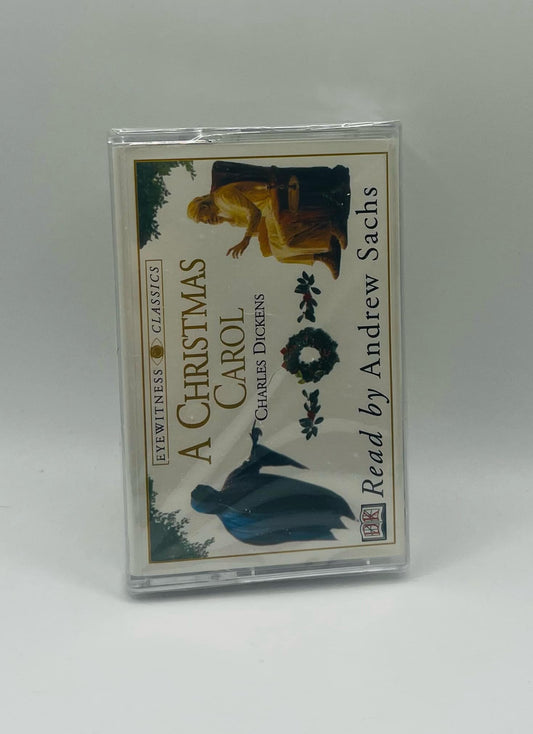 EYEWITNESS CLASSICS
A CHRISTMAS
CAROL
CHARLES DICKENS
DK Read by Andrew Sachs